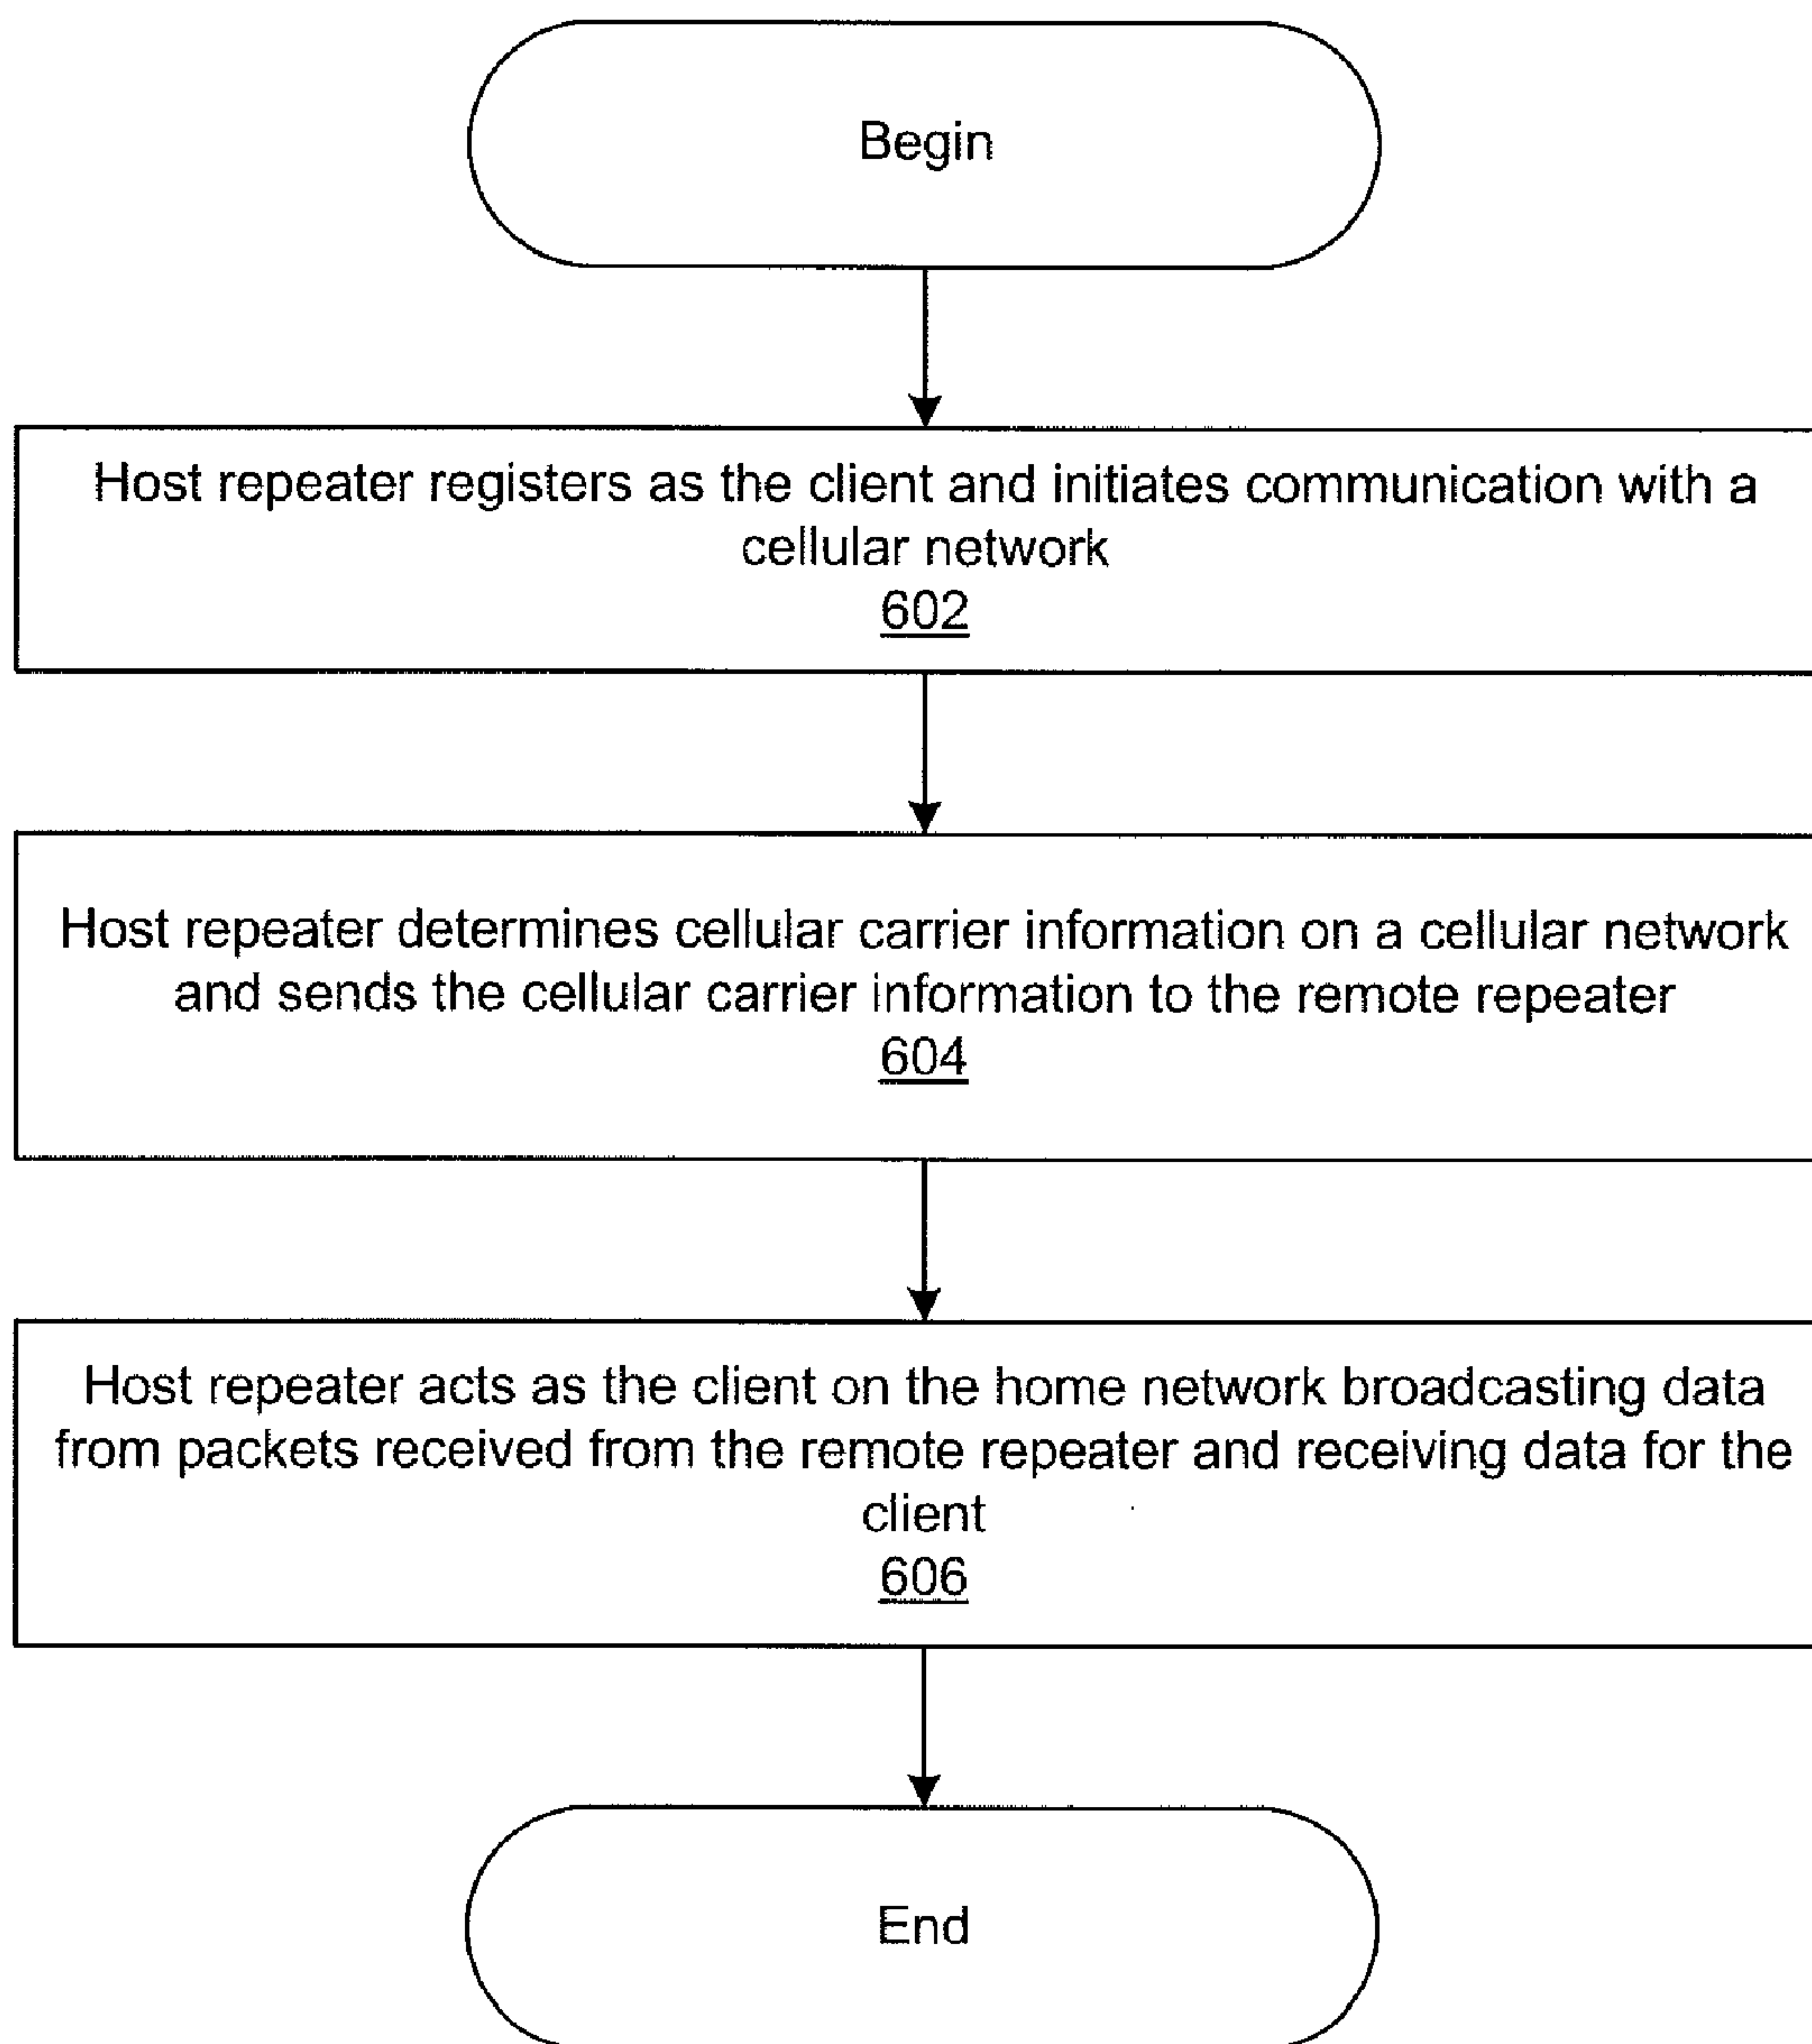 Begin
Host repeater registers as the client and initiates communication with a
cellular network
602
Host repeater determines cellular carrier information on a cellular network
and sends the cellular carrier information to the remote repeater
604
Host repeater acts as the client on the home network broadcasting data
from packets received from the remote repeater and receiving data for the
client
606
End